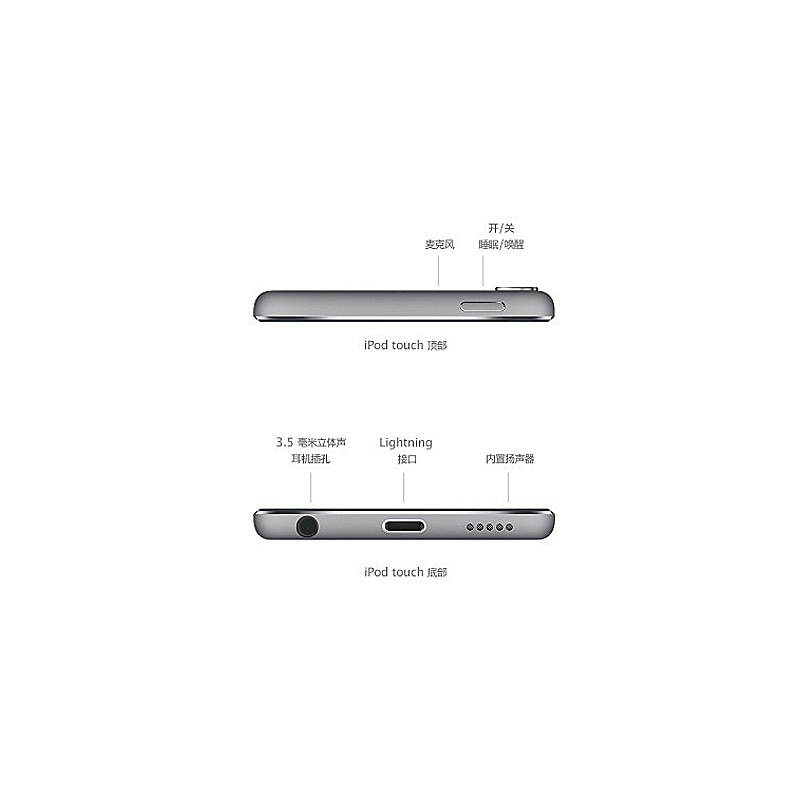 开/关
麦克风
睡眠/唤醒
iPod touch 顶部
3.5 毫米立体声
耳机插孔
Lightning
接口
内置扬声器
iPod touch 底部